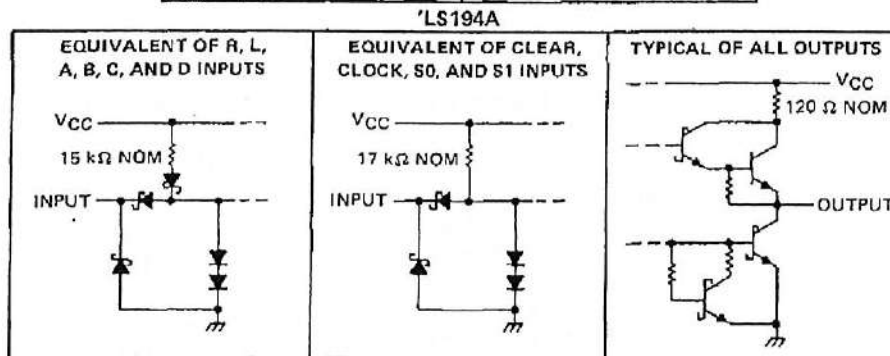 'LS194A
EQUIVALENT OF R, L,
A, B, C, AND D INPUTS
VCC
15 kΩ NOM
INPUT
EQUIVALENT OF CLEAR,
CLOCK, S0, AND S1 INPUTS
VCC
17 kΩ NOM
INPUT
TYPICAL OF ALL OUTPUTS
VCC
120 Ω NOM
OUTPUT